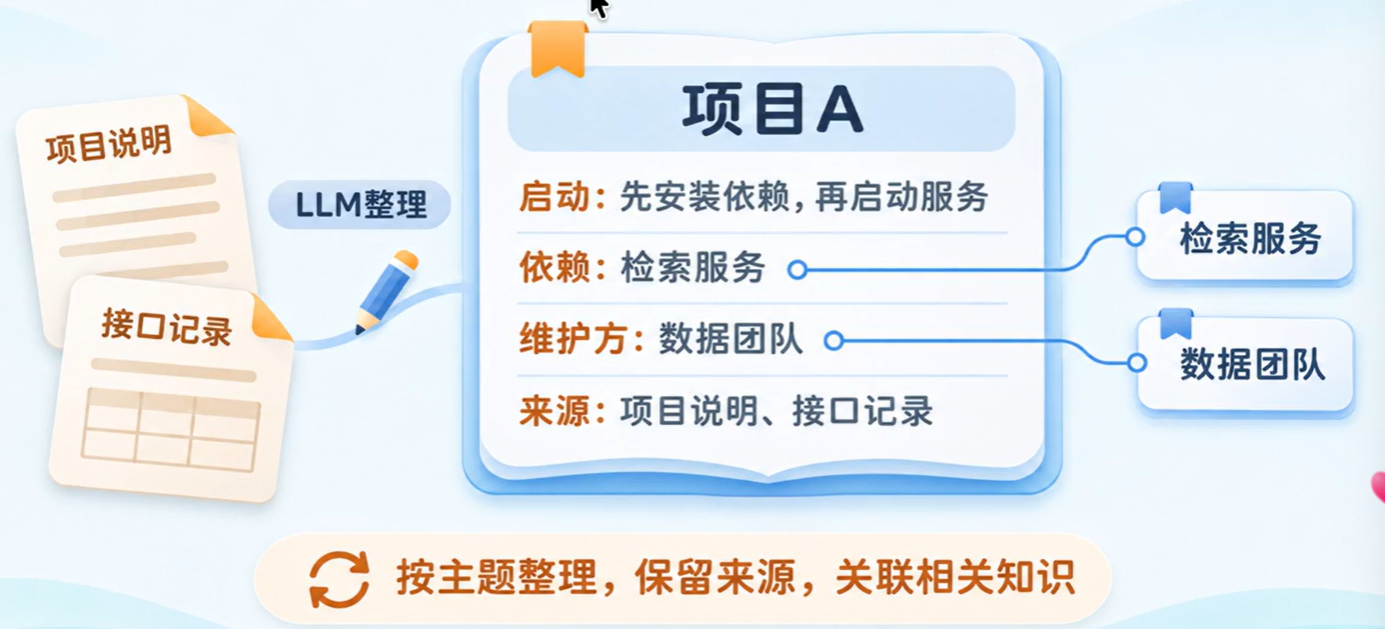 项目说明
接口记录
LLM整理
项目A
启动：先安装依赖，再启动服务
依赖：检索服务
维护方：数据团队
来源：项目说明、接口记录
检索服务
数据团队
按主题整理，保留来源，关联相关知识